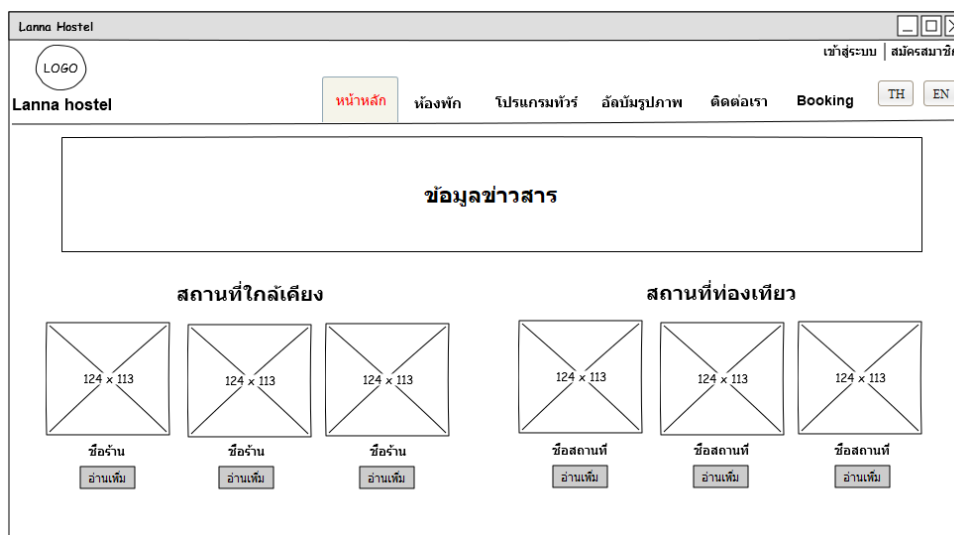 Lanna Hostel
เข้าสู่ระบบ | สมัครสมาชิก
LOGO
Lanna hostel
หน้าหลัก ห้องพัก โปรแกรมทัวร์ อัลบัมรูปภาพ ติดต่อเรา Booking TH EN
ข้อมูลข่าวสาร
สถานที่ใกล้เคียง สถานที่ท่องเทียว
124 x 113 124 x 113 124 x 113 124 x 113 124 x 113 124 x 113
ชื่อร้าน ชื่อร้าน ชื่อร้าน ชื่อสถานที่ ชื่อสถานที่ ชื่อสถานที่
อ่านเพิ่ม อ่านเพิ่ม อ่านเพิ่ม อ่านเพิ่ม อ่านเพิ่ม อ่านเพิ่ม